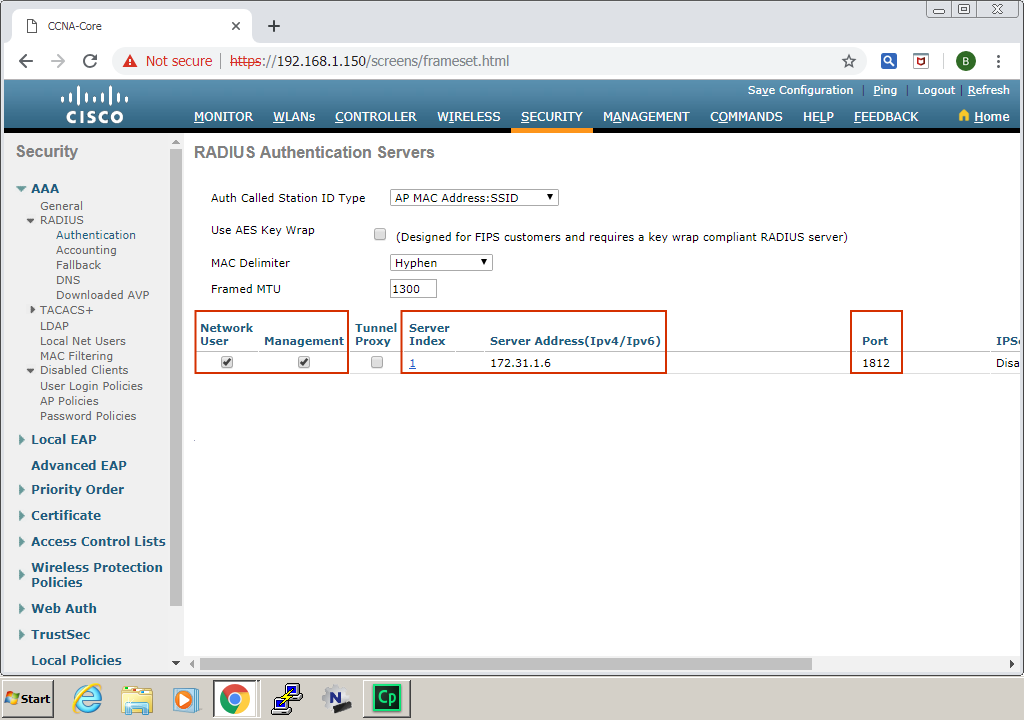 CCNA-Core
Not secure | https://192.168.1.150/screens/frameset.html
B
Save Configuration | Ping | Logout | Refresh
CISCO
MONITOR WLANs CONTROLLER WIRELESS SECURITY MANAGEMENT COMMANDS HELP FEEDBACK Home
Security
AAA
General
RADIUS
Authentication
Accounting
Fallback
DNS
Downloaded AVP
TACACS+
LDAP
Local Net Users
MAC Filtering
Disabled Clients
User Login Policies
AP Policies
Password Policies
Local EAP
Advanced EAP
Priority Order
Certificate
Access Control Lists
Wireless Protection
Policies
Web Auth
TrustSec
Local Policies
RADIUS Authentication Servers
Auth Called Station ID Type AP MAC Address:SSID
Use AES Key Wrap (Designed for FIPS customers and requires a key wrap compliant RADIUS server)
MAC Delimiter Hyphen
Framed MTU 1300
Network Tunnel Server
User Management Proxy Index Server Address(Ipv4/Ipv6) Port IPSe
1 172.31.1.6 1812 Disa
Start N Cp